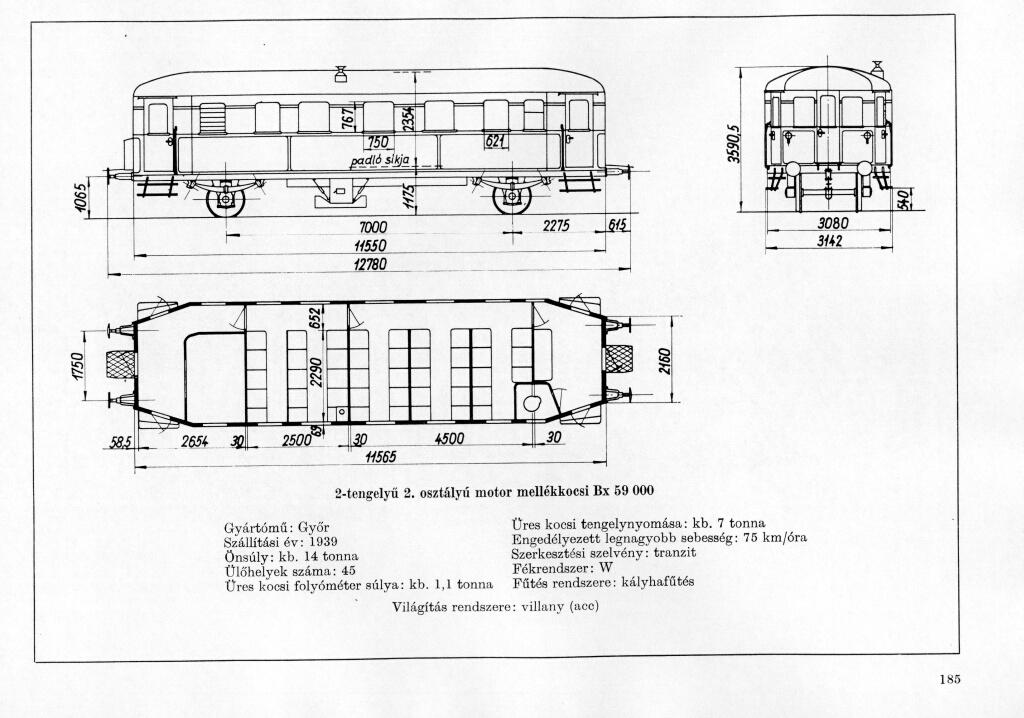 767
2354
750
621
padló síkja
1065
1175
7000
2275
615
11550
12780
3590,5
540
3080
3142
652
1750
2290
2160
69
58,5
2654
30
2500
30
4500
30
11565
2-tengelyű 2. osztályú motor mellékkocsi Bx 59 000
Gyártómű: Győr
Szállítási év: 1939
Önsúly: kb. 14 tonna
Ülőhelyek száma: 45
Üres kocsi folyóméter súlya: kb. 1,1 tonna
Üres kocsi tengelynyomása: kb. 7 tonna
Engedélyezett legnagyobb sebesség: 75 km/óra
Szerkesztési szelvény: tranzit
Fékrendszer: W
Fűtés rendszere: kályhafűtés
Világítás rendszere: villany (acc)
185